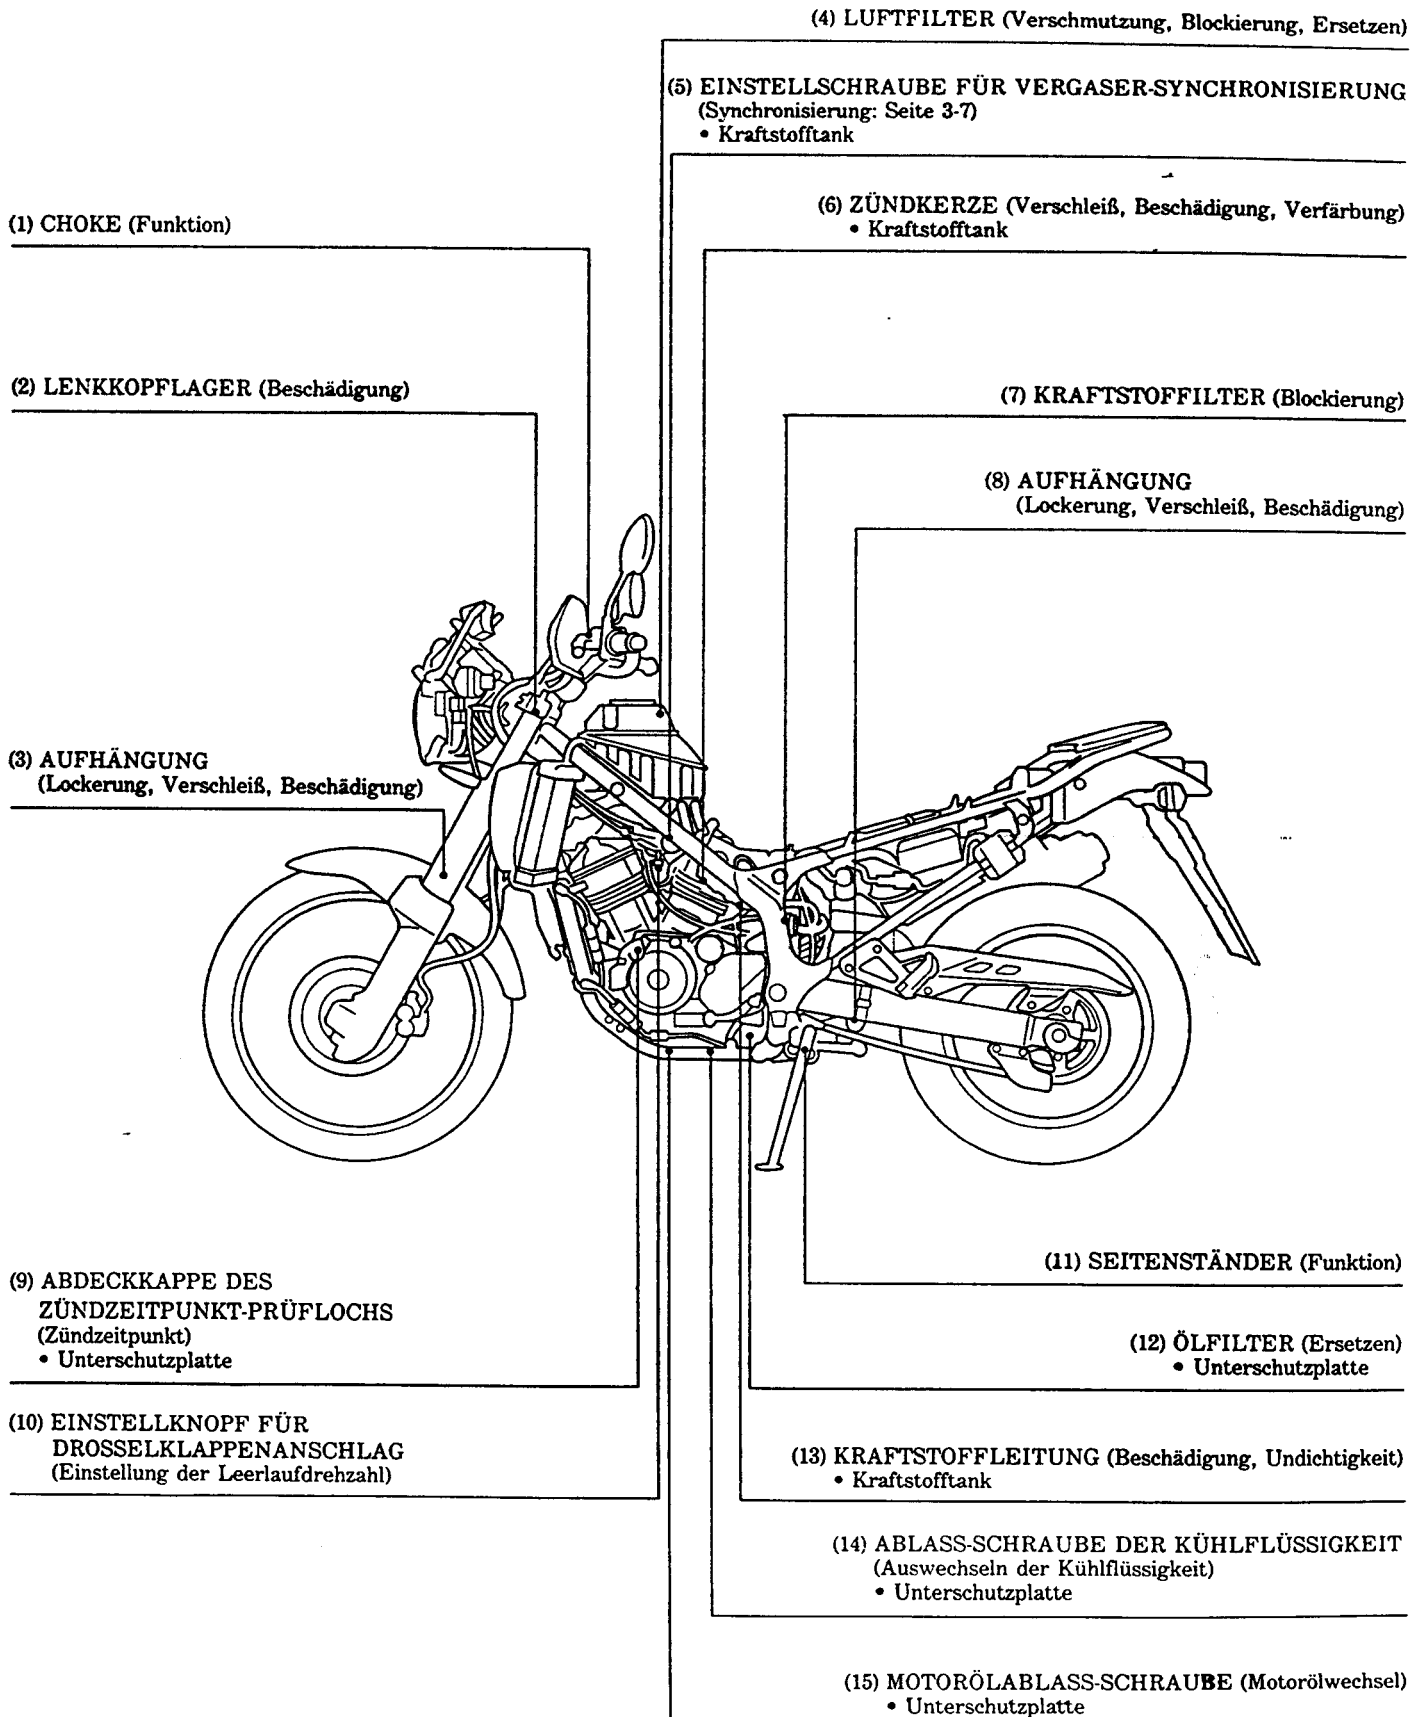 (4) LUFTFILTER (Verschmutzung, Blockierung, Ersetzen)
(5) EINSTELLSCHRAUBE FÜR VERGASER-SYNCHRONISIERUNG
(Synchronisierung: Seite 3-7)
• Kraftstofftank
(6) ZÜNDKERZE (Verschleiß, Beschädigung, Verfärbung)
• Kraftstofftank
(1) CHOKE (Funktion)
(2) LENKKOPFLAGER (Beschädigung)
(7) KRAFTSTOFFILTER (Blockierung)
(8) AUFHÄNGUNG
(Lockerung, Verschleiß, Beschädigung)
(3) AUFHÄNGUNG
(Lockerung, Verschleiß, Beschädigung)
(9) ABDECKKAPPE DES
ZÜNDZEITPUNKT-PRÜFLOCHS
(Zündzeitpunkt)
• Unterschutzplatte
(10) EINSTELLKNOPF FÜR
DROSSELKLAPPENANSCHLAG
(Einstellung der Leerlaufdrehzahl)
(11) SEITENSTÄNDER (Funktion)
(12) ÖLFILTER (Ersetzen)
• Unterschutzplatte
(13) KRAFTSTOFFLEITUNG (Beschädigung, Undichtigkeit)
• Kraftstofftank
(14) ABLASS-SCHRAUBE DER KÜHLFLÜSSIGKEIT
(Auswechseln der Kühlflüssigkeit)
• Unterschutzplatte
(15) MOTORÖLABLASS-SCHRAUBE (Motorölwechsel)
• Unterschutzplatte